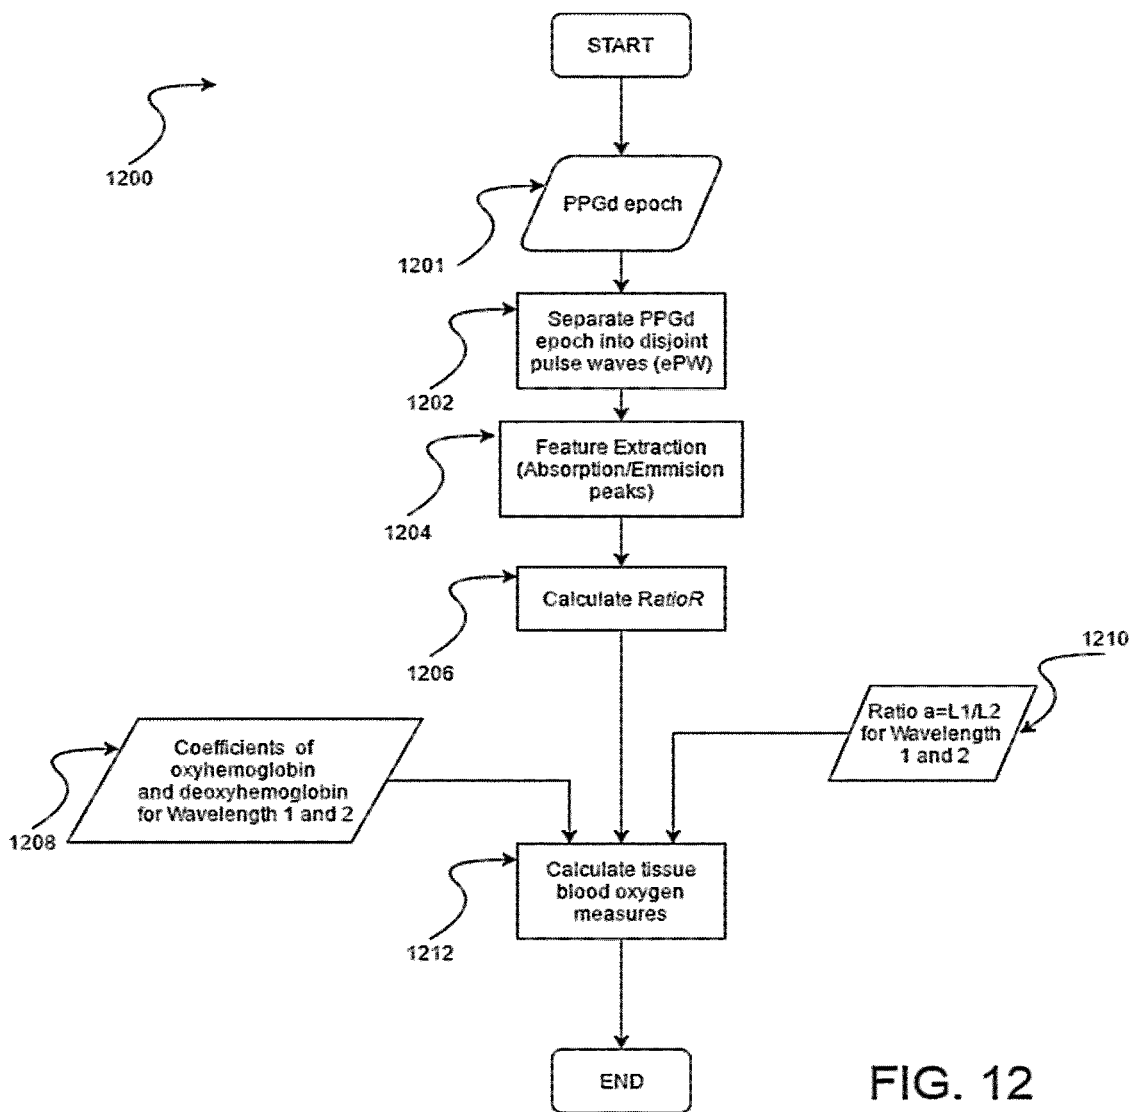 START
1200
PPGd epoch
1201
Separate PPGd
epoch into disjoint
pulse waves (ePW)
1202
Feature Extraction
(Absorption/Emmision
peaks)
1204
Calculate RatioR
1206
1210
Ratio a=L1/L2
for Wavelength
1 and 2
Coefficients of
oxyhemoglobin
and deoxyhemoglobin
for Wavelength 1 and 2
1208
Calculate tissue
blood oxygen
measures
1212
END
FIG. 12